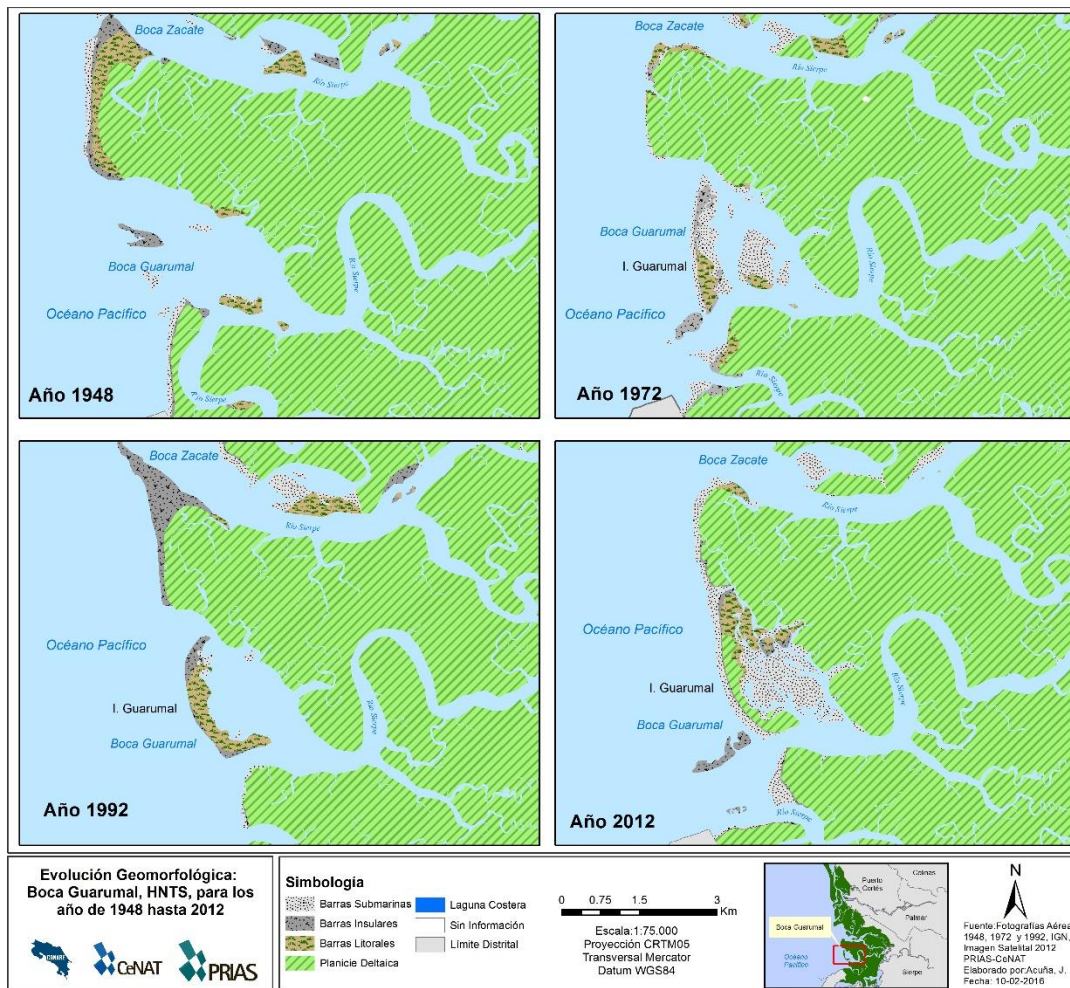 Boca Zacate
Río Sierpe
Boca Guarumal
Océano Pacífico
Río Sierpe
Río Sierpe
Año 1948
Boca Zacate
Río Sierpe
Boca Guarumal
I. Guarumal
Río Sierpe
Océano Pacífico
Río Sierpe
Año 1972
Boca Zacate
Río Sierpe
Océano Pacífico
I. Guarumal
Río Sierpe
Boca Guarumal
Año 1992
Boca Zacate
Río Sierpe
Océano Pacífico
I. Guarumal
Río Sierpe
Boca Guarumal
Río Sierpe
Año 2012
Evolución Geomorfológica:
Boca Guarumal, HNTS, para los
año de 1948 hasta 2012
CONARE
CeNAT
PRIAS
Simbología
Barras Submarinas
Barras Insulares
Barras Litorales
Planicie Deltaica
Laguna Costera
Sin Información
Límite Distrital
0 0.75 1.5 3
Km
Escala:1:75.000
Proyección CRTM05
Transversal Mercator
Datum WGS84
Puerto
Cortés
Colinas
Palmar
Boca Guarumal
Océano
Pacífico
Sierpe
N
Fuente:Fotografías Aérea
1948, 1972 y 1992, IGN,
Imagen Satelital 2012
PRIAS-CeNAT
Elaborado por:Acuña, J.
Fecha: 10-02-2016